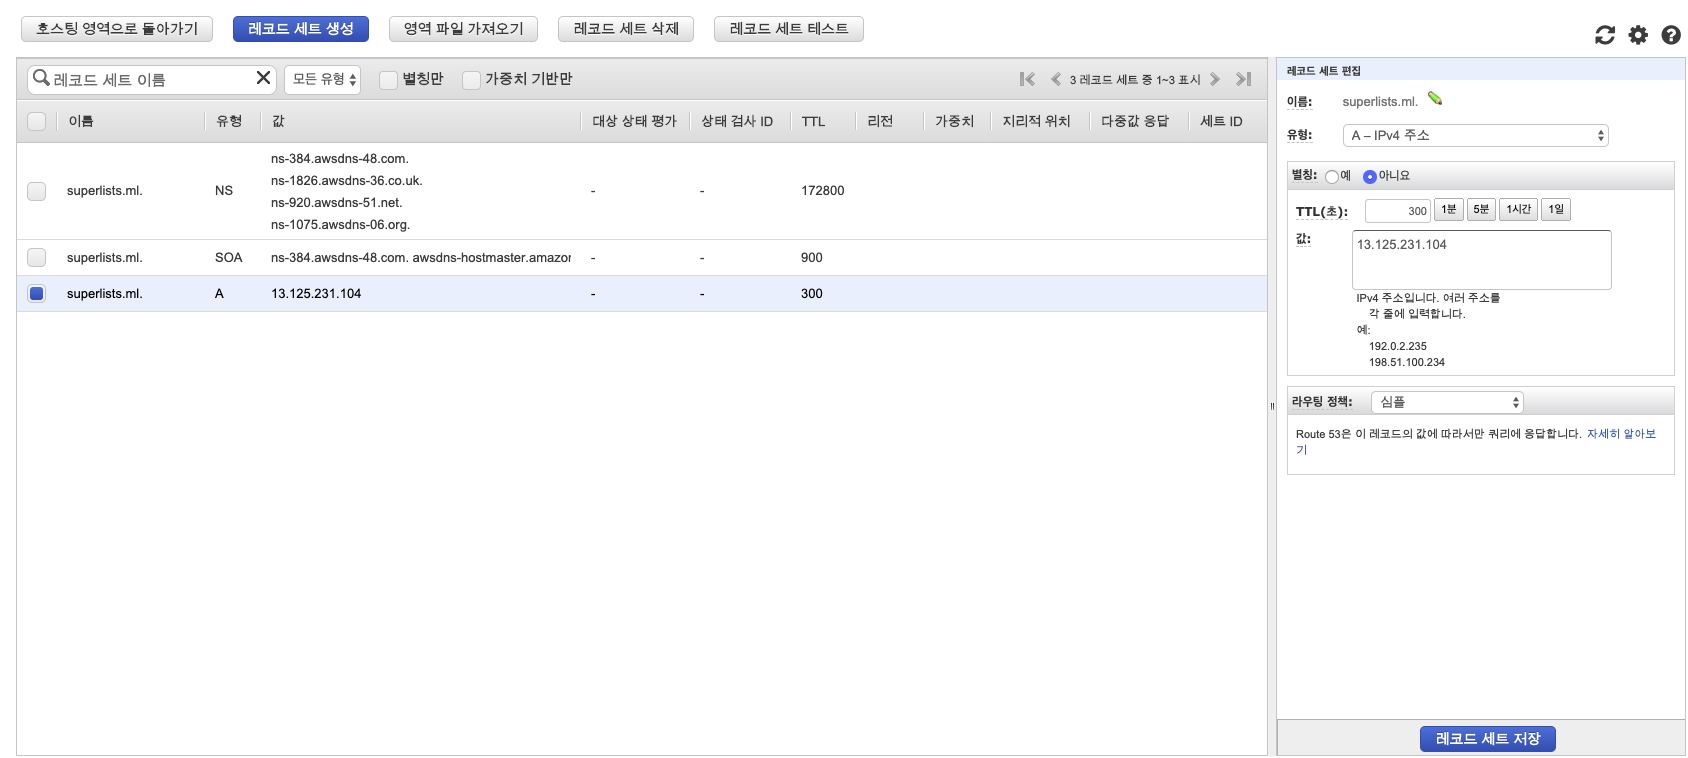 호스팅 영역으로 돌아가기 레코드 세트 생성 영역 파일 가져오기 레코드 세트 삭제 레코드 세트 테스트
레코드 세트 이름 모든 유형 별칭만 가중치 기반만 3 레코드 세트 중 1~3 표시
이름 유형 값 대상 상태 평가 상태 검사 ID TTL 리전 가중치 지리적 위치 다중값 응답 세트 ID
superlists.ml. NS
ns-384.awsdns-48.com.
ns-1826.awsdns-36.co.uk.
ns-920.awsdns-51.net.
ns-1075.awsdns-06.org.
- - 172800
superlists.ml. SOA ns-384.awsdns-48.com. awsdns-hostmaster.amazon - - 900
superlists.ml. A 13.125.231.104 - - 300
레코드 세트 편집
이름: superlists.ml.
유형: A – IPv4 주소
별칭: 예 아니요
TTL(초): 300 1분 5분 1시간 1일
값: 13.125.231.104
IPv4 주소입니다. 여러 주소를
각 줄에 입력합니다.
예:
192.0.2.235
198.51.100.234
라우팅 정책: 심플
Route 53은 이 레코드의 값에 따라서만 쿼리에 응답합니다. 자세히 알아보
기
레코드 세트 저장